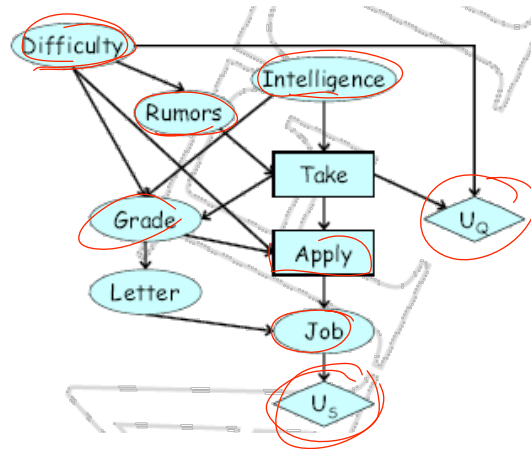 Difficulty
Intelligence
Rumors
Take
Grade
U_Q
Apply
Letter
Job
U_S